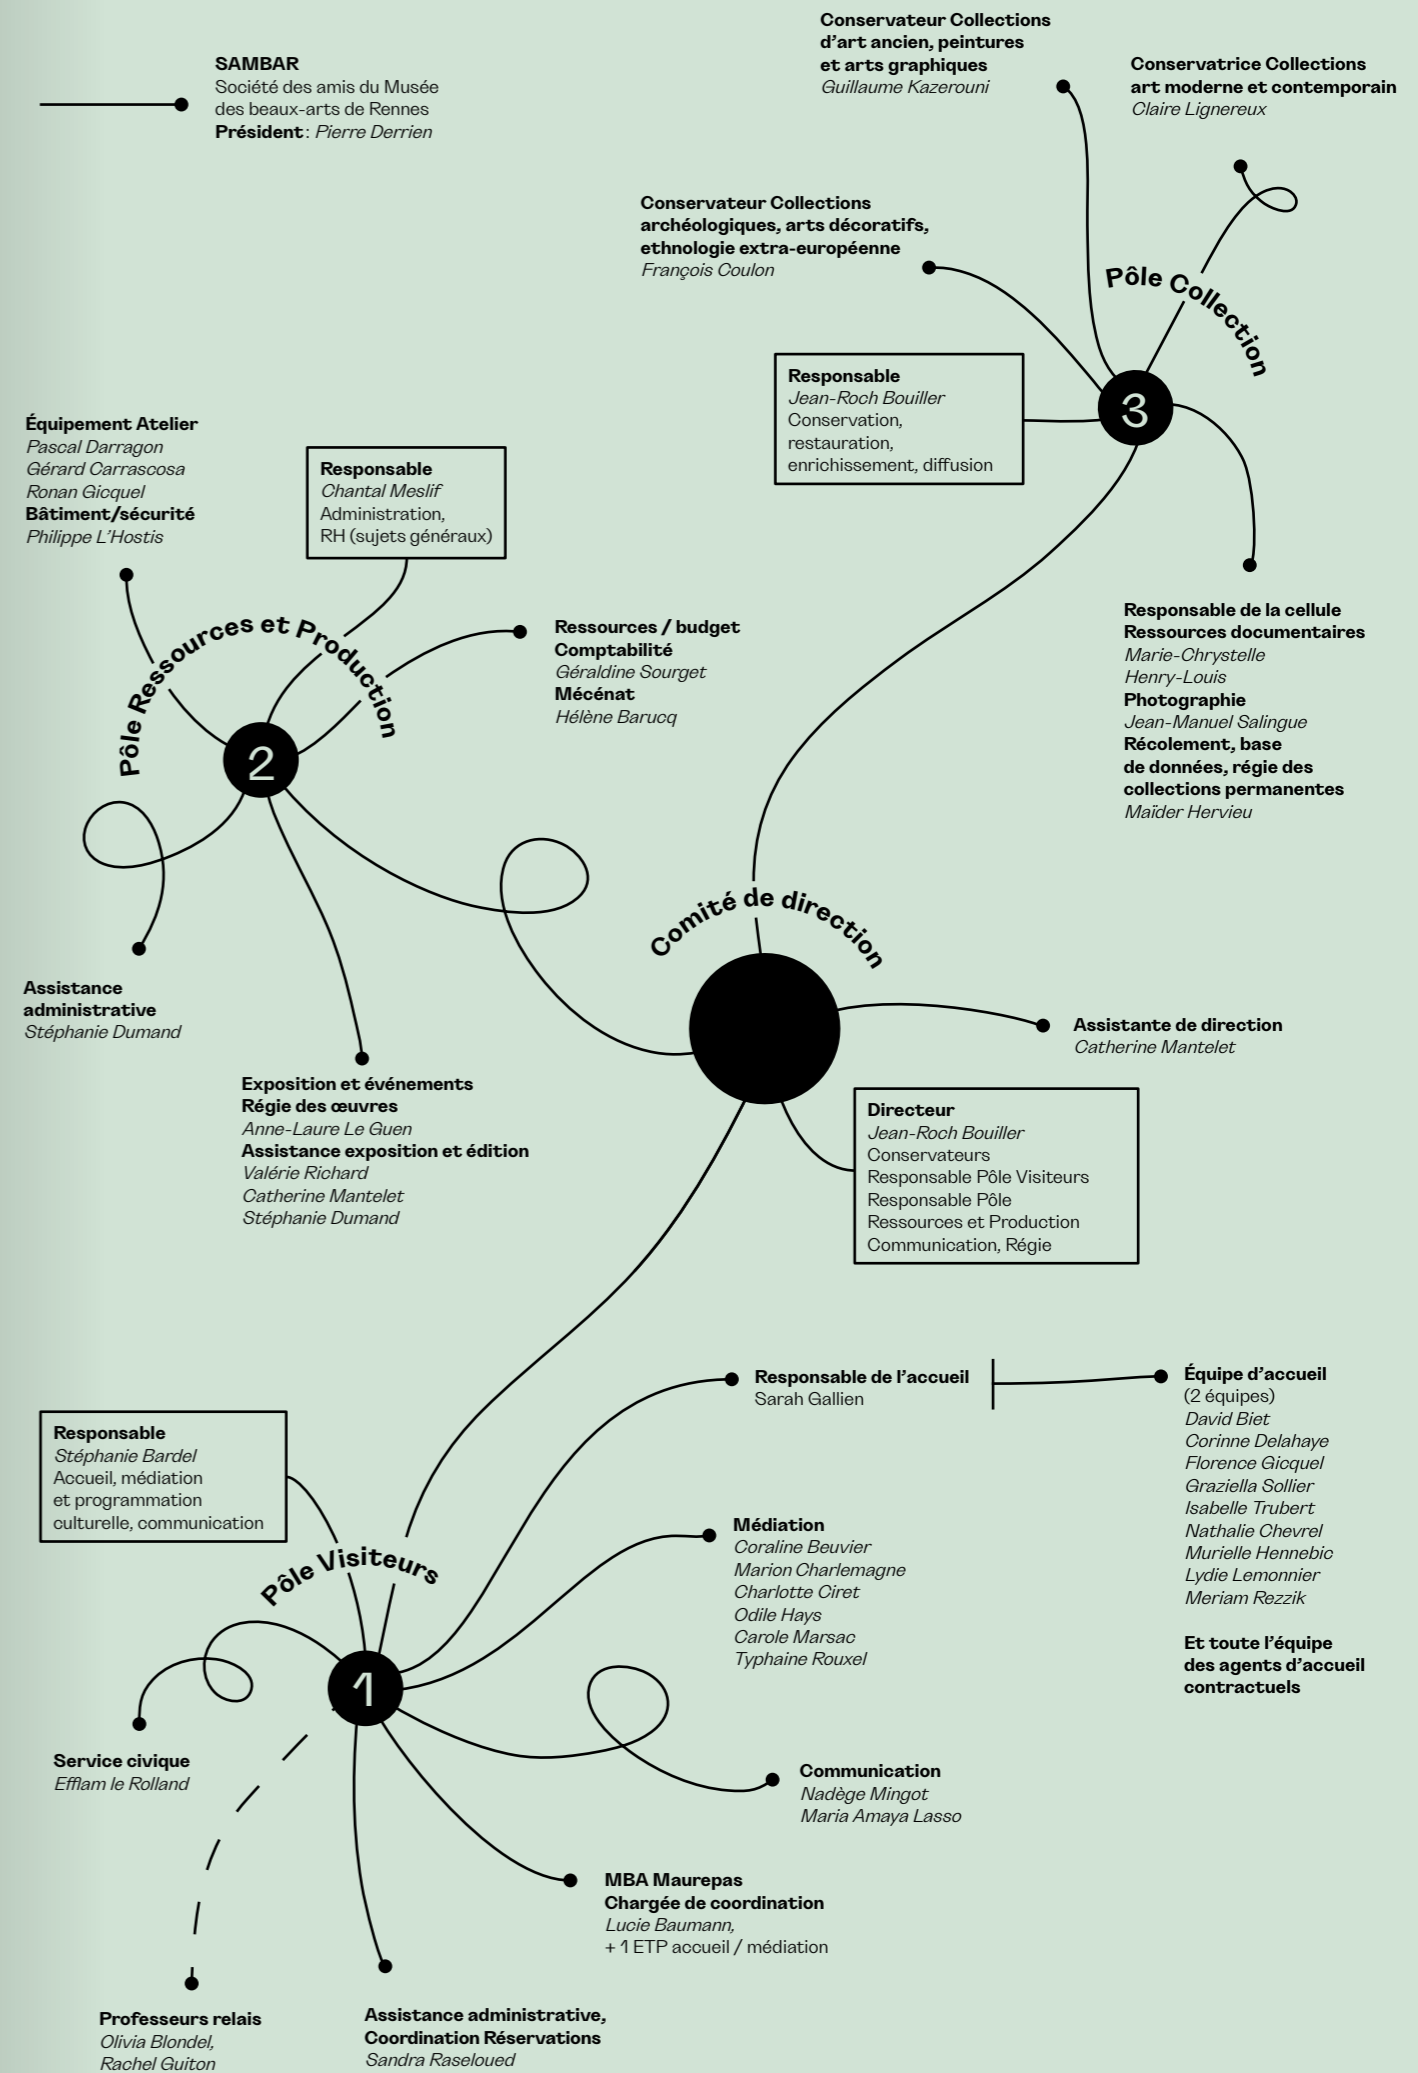 SAMBAR
Société des amis du Musée
des beaux-arts de Rennes
Président : Pierre Derrien
Conservateur Collections
d’art ancien, peintures
et arts graphiques
Guillaume Kazerouni
Conservatrice Collections
art moderne et contemporain
Claire Lignereux
Conservateur Collections
archéologiques, arts décoratifs,
ethnologie extra-européenne
François Coulon
Pôle Collection
3
Responsable
Jean-Roch Bouiller
Conservation,
restauration,
enrichissement, diffusion
Responsable de la cellule
Ressources documentaires
Marie-Chrystelle
Henry-Louis
Photographie
Jean-Manuel Salingue
Récolement, base
de données, régie des
collections permanentes
Maïder Hervieu
Équipement Atelier
Pascal Darragon
Gérard Carrascosa
Ronan Gicquel
Bâtiment/sécurité
Philippe L’Hostis
Responsable
Chantal Meslif
Administration,
RH (sujets généraux)
Pôle Ressources et Production
2
Ressources / budget
Comptabilité
Géraldine Sourget
Mécénat
Hélène Barucq
Assistance
administrative
Stéphanie Dumand
Exposition et événements
Régie des œuvres
Anne-Laure Le Guen
Assistance exposition et édition
Valérie Richard
Catherine Mantelet
Stéphanie Dumand
Comité de direction
Assistante de direction
Catherine Mantelet
Directeur
Jean-Roch Bouiller
Conservateurs
Responsable Pôle Visiteurs
Responsable Pôle
Ressources et Production
Communication, Régie
Responsable de l’accueil
Sarah Gallien
Équipe d’accueil
(2 équipes)
David Biet
Corinne Delahaye
Florence Gicquel
Graziella Sollier
Isabelle Trubert
Nathalie Chevrel
Murielle Hennebic
Lydie Lemonnier
Meriam Rezzik
Et toute l’équipe
des agents d’accueil
contractuels
Responsable
Stéphanie Bardel
Accueil, médiation
et programmation
culturelle, communication
Pôle Visiteurs
1
Médiation
Coraline Beuvier
Marion Charlemagne
Charlotte Ciret
Odile Hays
Carole Marsac
Typhaine Rouxel
Service civique
Efflam le Rolland
Communication
Nadège Mingot
Maria Amaya Lasso
MBA Maurepas
Chargée de coordination
Lucie Baumann,
+ 1 ETP accueil / médiation
Professeurs relais
Olivia Blondel,
Rachel Guiton
Assistance administrative,
Coordination Réservations
Sandra Raseloued